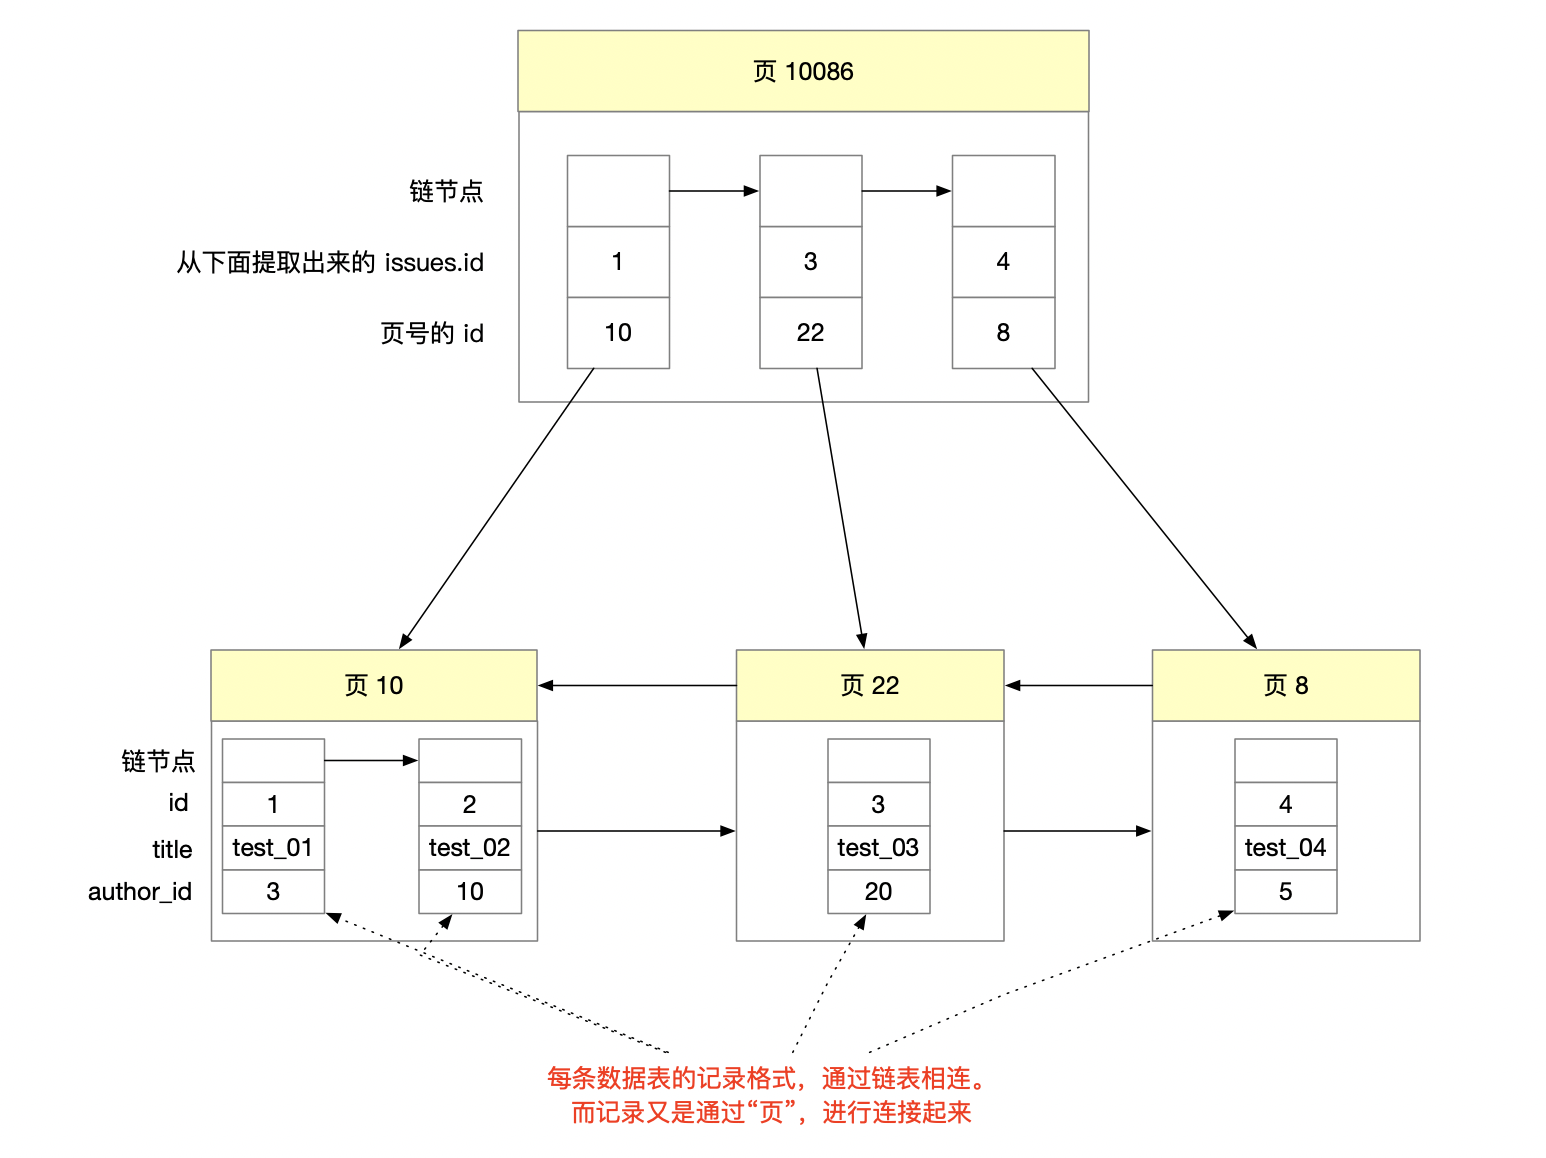 页 10086
链节点
从下面提取出来的 issues.id 1 3 4
页号的 id 10 22 8
页 10 页 22 页 8
链节点
id 1 2 3 4
title test_01 test_02 test_03 test_04
author_id 3 10 20 5
每条数据表的记录格式，通过链表相连。
而记录又是通过“页”，进行连接起来